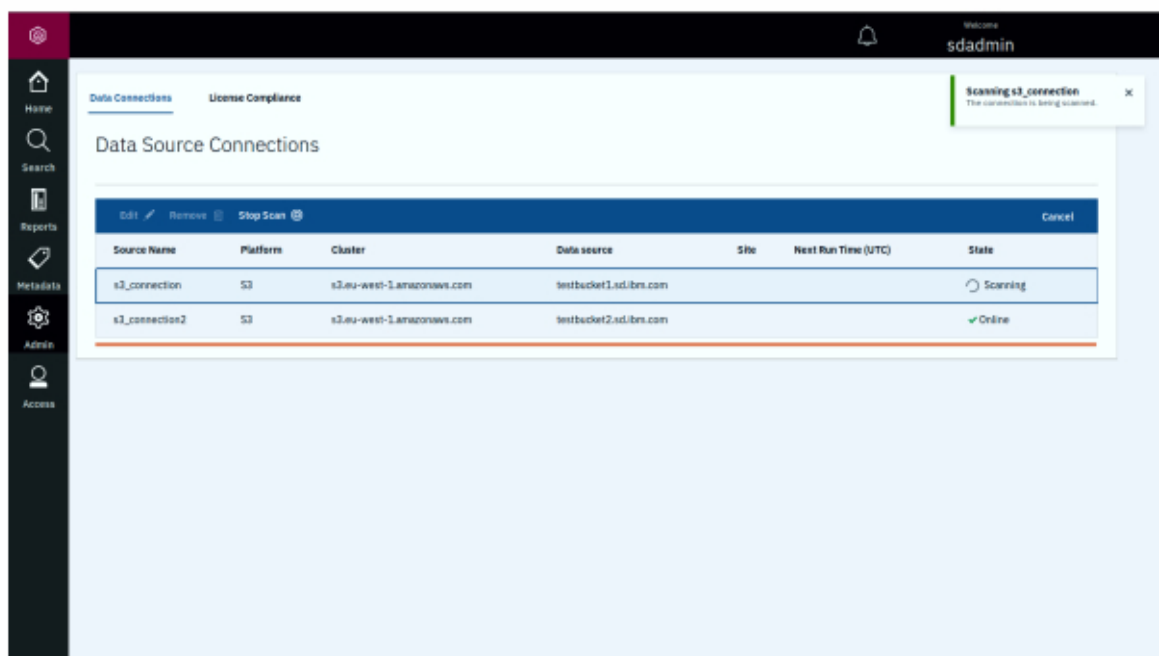 Welcome
sdadmin
Home
Search
Reports
Metadata
Admin
Access
Data Connections License Compliance
Scanning s3_connection
The connection is being scanned.
Data Source Connections
Edit Remove Stop Scan Cancel
Source Name Platform Cluster Data source Site Next Run Time (UTC) State
s3_connection S3 s3.eu-west-1.amazonaws.com testbucket1.sd.ibm.com Scanning
s3_connection2 S3 s3.eu-west-1.amazonaws.com testbucket2.sd.ibm.com Online